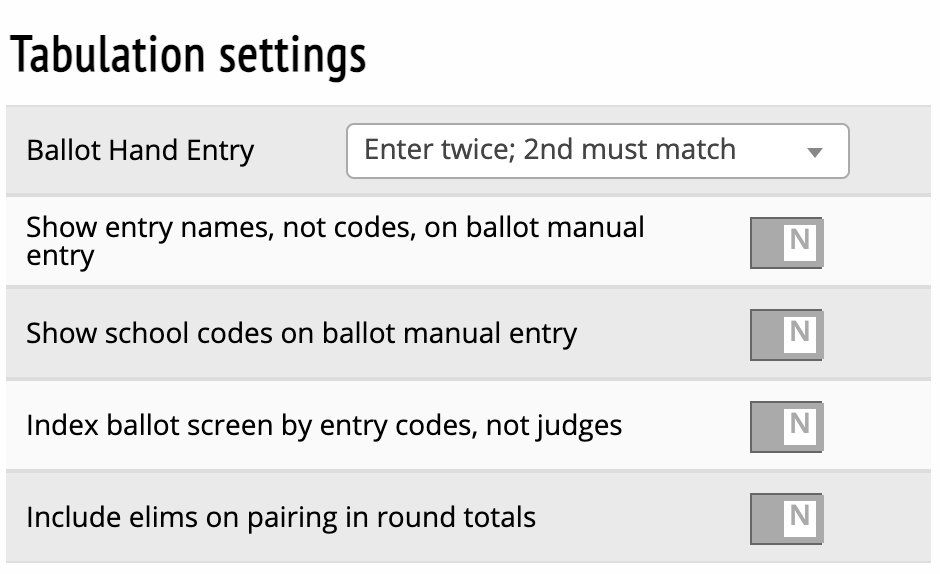 Tabulation settings
Ballot Hand Entry
Enter twice; 2nd must match
Show entry names, not codes, on ballot manual
entry
N
Show school codes on ballot manual entry
N
Index ballot screen by entry codes, not judges
N
Include elims on pairing in round totals
N